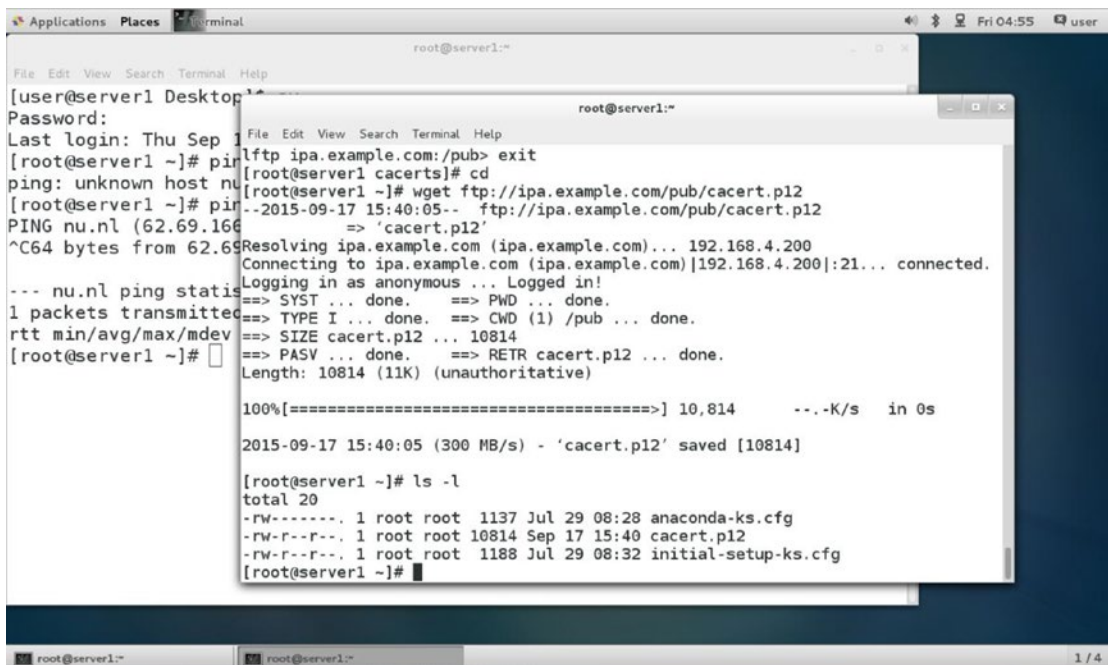 Applications Places Terminal Fri 04:55 user
root@server1:~
File Edit View Search Terminal Help
[user@server1 Desktop]$
Password:
Last login: Thu Sep 1
[root@server1 ~]# pin
ping: unknown host nu
[root@server1 ~]# pin
PING nu.nl (62.69.166
^C64 bytes from 62.69
--- nu.nl ping statis
1 packets transmitted
rtt min/avg/max/mdev
[root@server1 ~]#
root@server1:~
File Edit View Search Terminal Help
lftp ipa.example.com:/pub> exit
[root@server1 cacerts]# cd
[root@server1 ~]# wget ftp://ipa.example.com/pub/cacert.p12
--2015-09-17 15:40:05--  ftp://ipa.example.com/pub/cacert.p12
           => ‘cacert.p12’
Resolving ipa.example.com (ipa.example.com)... 192.168.4.200
Connecting to ipa.example.com (ipa.example.com)|192.168.4.200|:21... connected.
Logging in as anonymous ... Logged in!
==> SYST ... done.    ==> PWD ... done.
==> TYPE I ... done.  ==> CWD (1) /pub ... done.
==> SIZE cacert.p12 ... 10814
==> PASV ... done.    ==> RETR cacert.p12 ... done.
Length: 10814 (11K) (unauthoritative)
100%[======================================>] 10,814      --.-K/s   in 0s
2015-09-17 15:40:05 (300 MB/s) - ‘cacert.p12’ saved [10814]
[root@server1 ~]# ls -l
total 20
-rw-------. 1 root root  1137 Jul 29 08:28 anaconda-ks.cfg
-rw-r--r--. 1 root root 10814 Sep 17 15:40 cacert.p12
-rw-r--r--. 1 root root  1188 Jul 29 08:32 initial-setup-ks.cfg
[root@server1 ~]#
root@server1:~ root@server1:~ 1 / 4